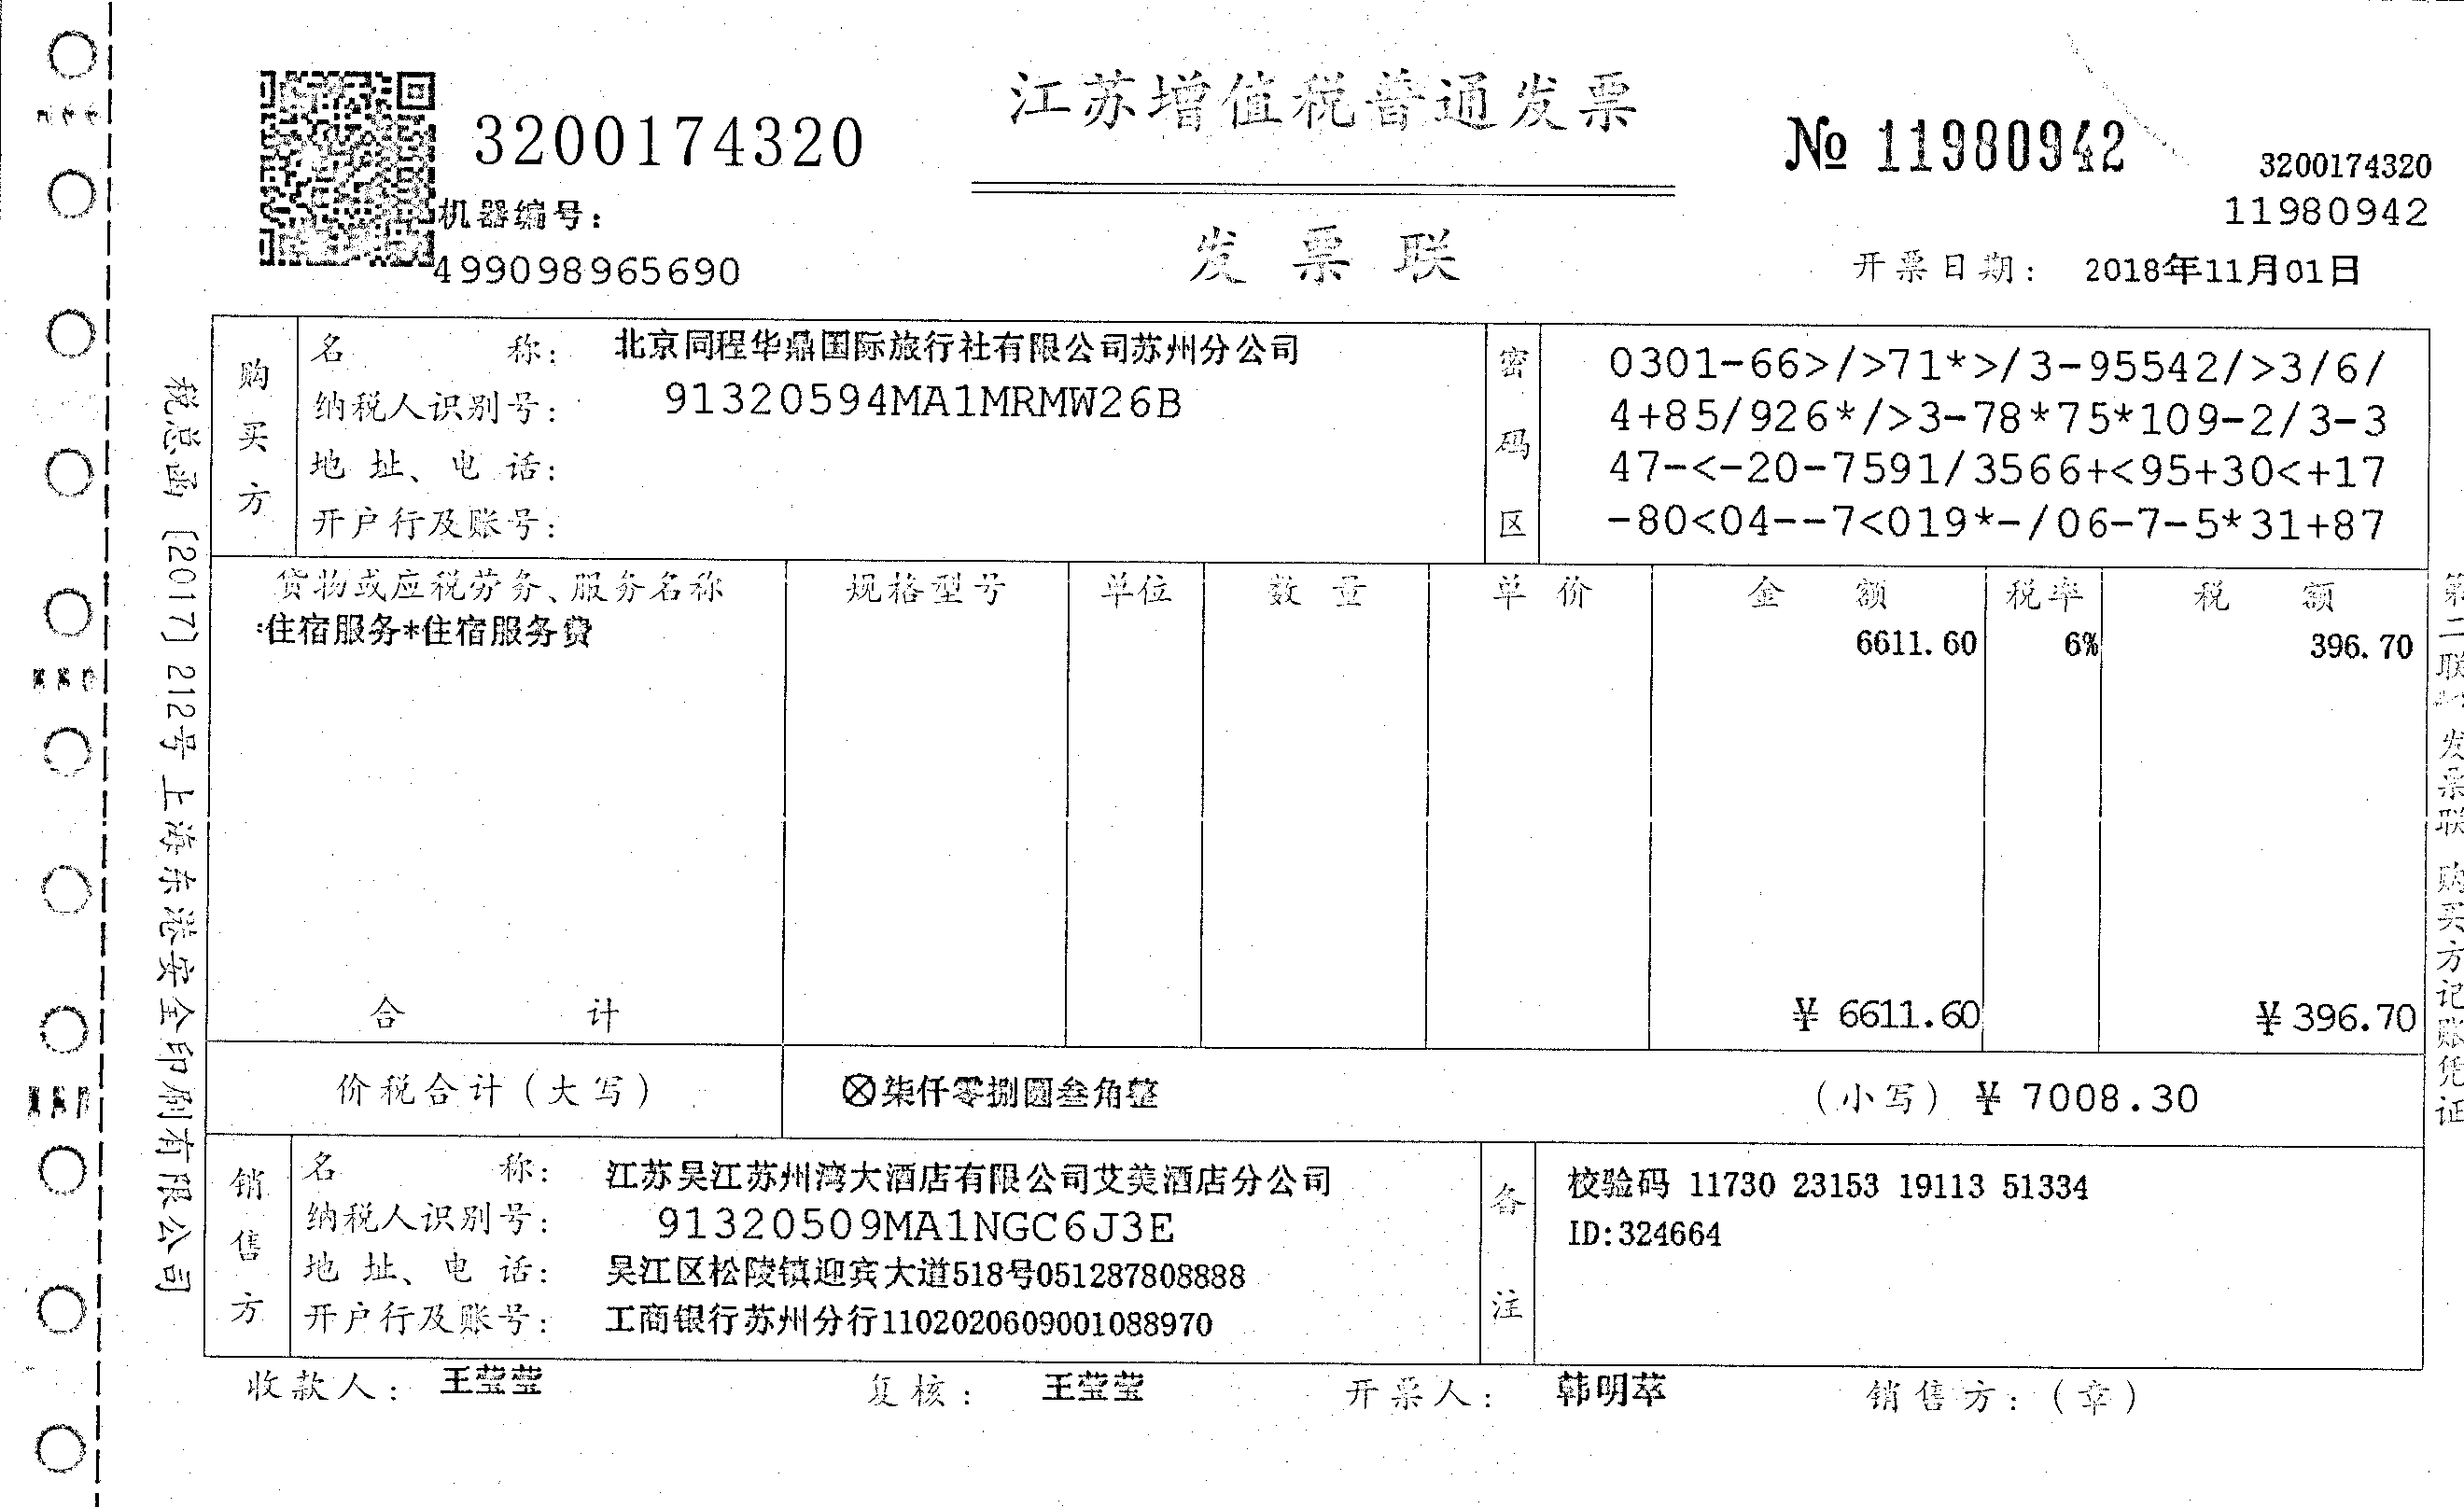 江苏增值税普通发票
3200174320
№ 11980942
3200174320
11980942
机器编号：
499098965690
发票联
开票日期： 2018年11月01日
购买方
名 称： 北京同程华鼎国际旅行社有限公司苏州分公司
纳税人识别号： 91320594MA1MRMW26B
地 址、电 话：
开户行及账号：
密码区
0301-66>/>71*>/3-95542/>3/6/
4+85/926*/>3-78*75*109-2/3-3
47-<-20-7591/3566+<95+30<+17
-80<04--7<019*-/06-7-5*31+87
货物或应税劳务、服务名称 规格型号 单位 数 量 单 价 金 额 税率 税 额
*住宿服务*住宿服务费 6611.60 6% 396.70
合 计 ¥ 6611.60 ¥ 396.70
价税合计（大写） ⊗柒仟零捌圆叁角整 （小写）¥ 7008.30
销售方
名 称： 江苏吴江苏州湾大酒店有限公司艾美酒店分公司
纳税人识别号： 91320509MA1NGC6J3E
地 址、电 话： 吴江区松陵镇迎宾大道518号051287808888
开户行及账号： 工商银行苏州分行1102020609001088970
备注
校验码 11730 23153 19113 51334
ID:324664
收款人： 王莹莹 复核： 王莹莹 开票人： 韩明萃 销售方：（章）
税总函〔2017〕212号上海东港安全印刷有限公司
第二联 发票联 购买方记账凭证